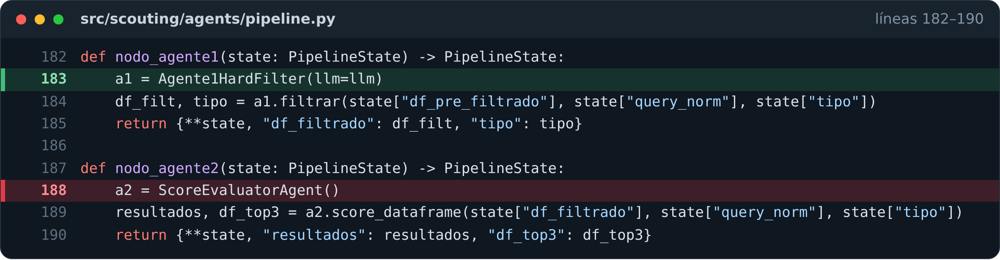 src/scouting/agents/pipeline.py líneas 182–190
182 def nodo_agente1(state: PipelineState) -> PipelineState:
183     a1 = Agente1HardFilter(llm=llm)
184     df_filt, tipo = a1.filtrar(state["df_pre_filtrado"], state["query_norm"], state["tipo"])
185     return {**state, "df_filtrado": df_filt, "tipo": tipo}
186
187 def nodo_agente2(state: PipelineState) -> PipelineState:
188     a2 = ScoreEvaluatorAgent()
189     resultados, df_top3 = a2.score_dataframe(state["df_filtrado"], state["query_norm"], state["tipo"])
190     return {**state, "resultados": resultados, "df_top3": df_top3}